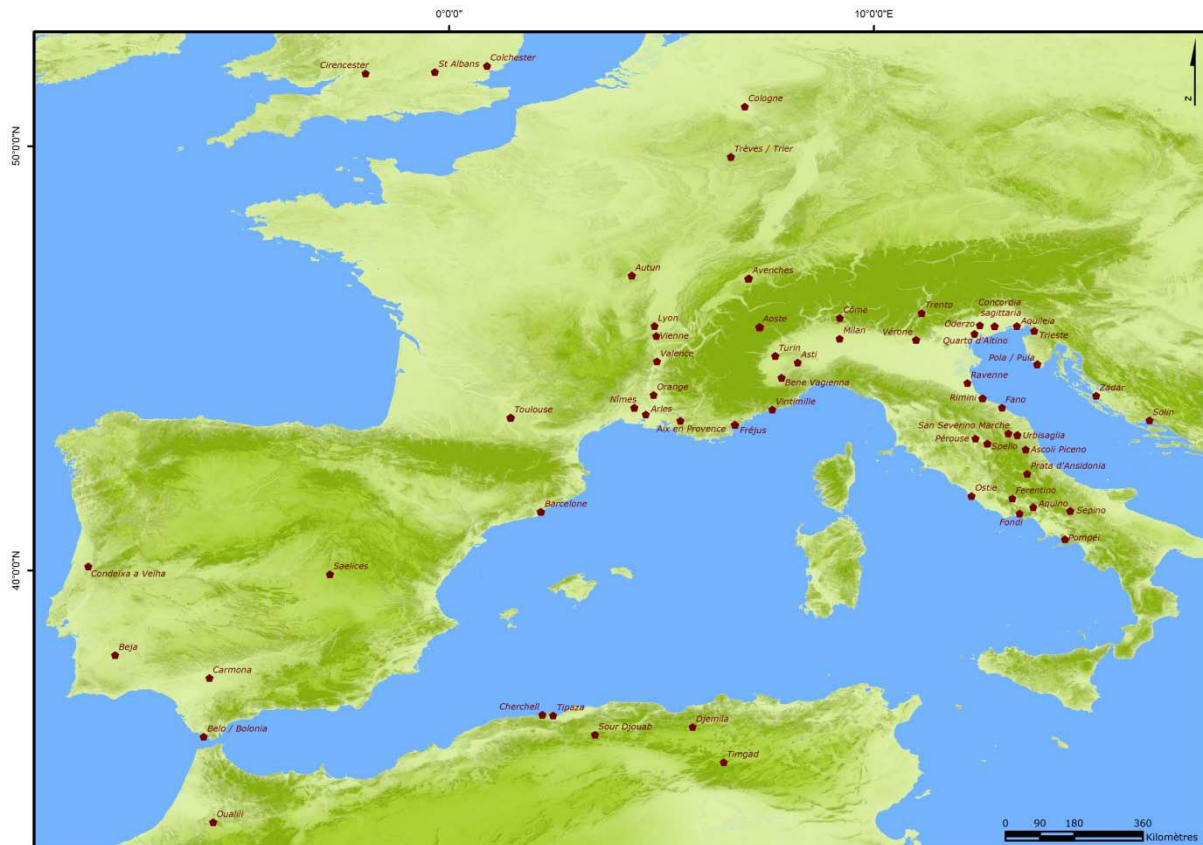 0°0'0"
10°0'0"E
50°0'0"N
40°0'0"N
N
Cirencester
St Albans
Colchester
Cologne
Trèves / Trier
Autun
Avenches
Lyon
Vienne
Valence
Aoste
Côme
Milan
Trento
Vérone
Concordia
sagittaria
Oderzo
Quarto d'Altino
Aquileia
Trieste
Turin
Asti
Bene Vagienna
Pola / Pula
Ravenne
Zadar
Orange
Nîmes
Arles
Aix en Provence
Fréjus
Vintimille
Toulouse
Rimini
Fano
Solin
San Severino Marche
Urbisaglia
Pérouse
Spello
Ascoli Piceno
Prata d'Ansidonia
Ostie
Ferentino
Aquino
Fondi
Sepino
Pompéi
Barcelone
Condeixa a Velha
Saelices
Beja
Carmona
Belo / Bolonia
Cherchell
Tipaza
Sour Djouab
Djemila
Timgad
Oualili
0 90 180 360
Kilomètres